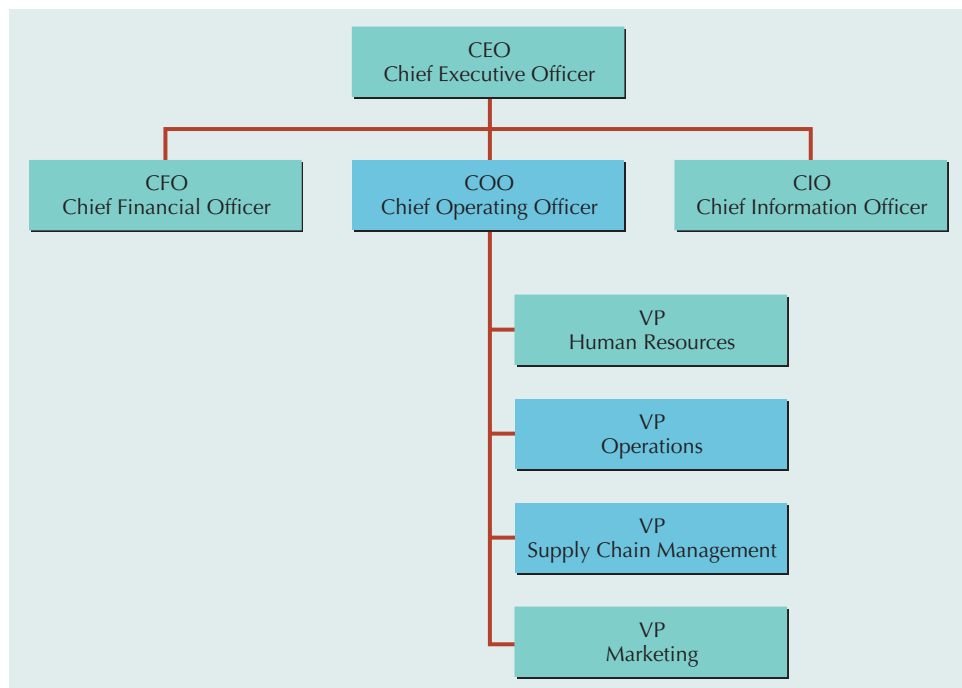 CEO
Chief Executive Officer
CFO
Chief Financial Officer
COO
Chief Operating Officer
CIO
Chief Information Officer
VP
Human Resources
VP
Operations
VP
Supply Chain Management
VP
Marketing